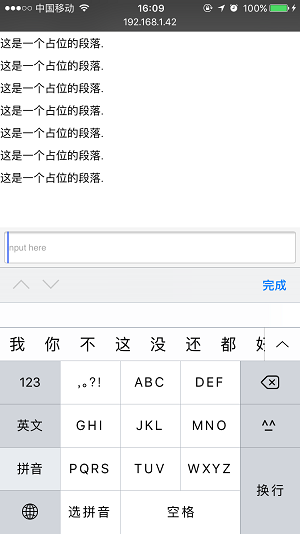 中国移动 16:09 100%
192.168.1.42
这是一个占位的段落.
这是一个占位的段落.
这是一个占位的段落.
这是一个占位的段落.
这是一个占位的段落.
这是一个占位的段落.
这是一个占位的段落.
input here
完成
我 你 不 这 没 还 都 好
123 ,。?! ABC DEF
英文 GHI JKL MNO ^^
拼音 PQRS TUV WXYZ 换行
选拼音 空格